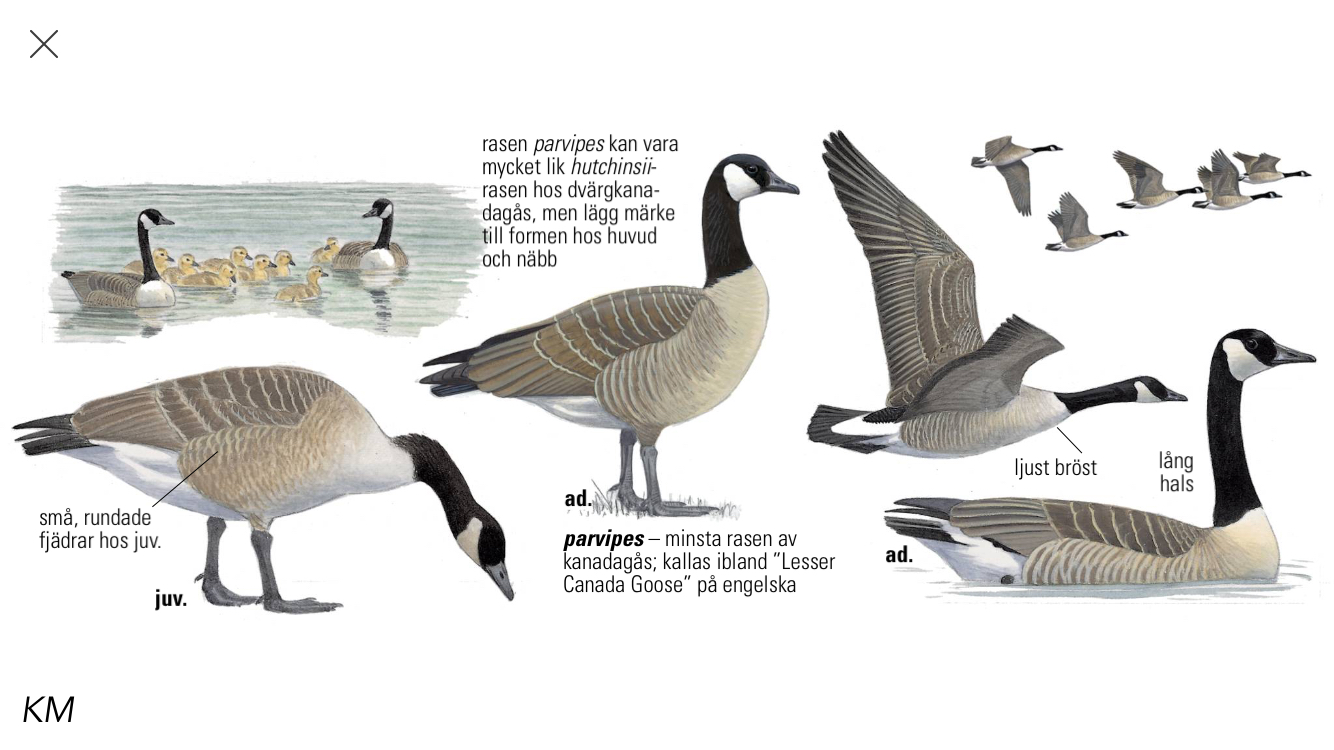 rasen parvipes kan vara
mycket lik hutchinsii-
rasen hos dvärgkana-
dagås, men lägg märke
till formen hos huvud
och näbb
små, rundade
fjädrar hos juv.
juv.
ad.
parvipes – minsta rasen av
kanadagås; kallas ibland ”Lesser
Canada Goose” på engelska
ljust bröst
lång
hals
ad.
KM